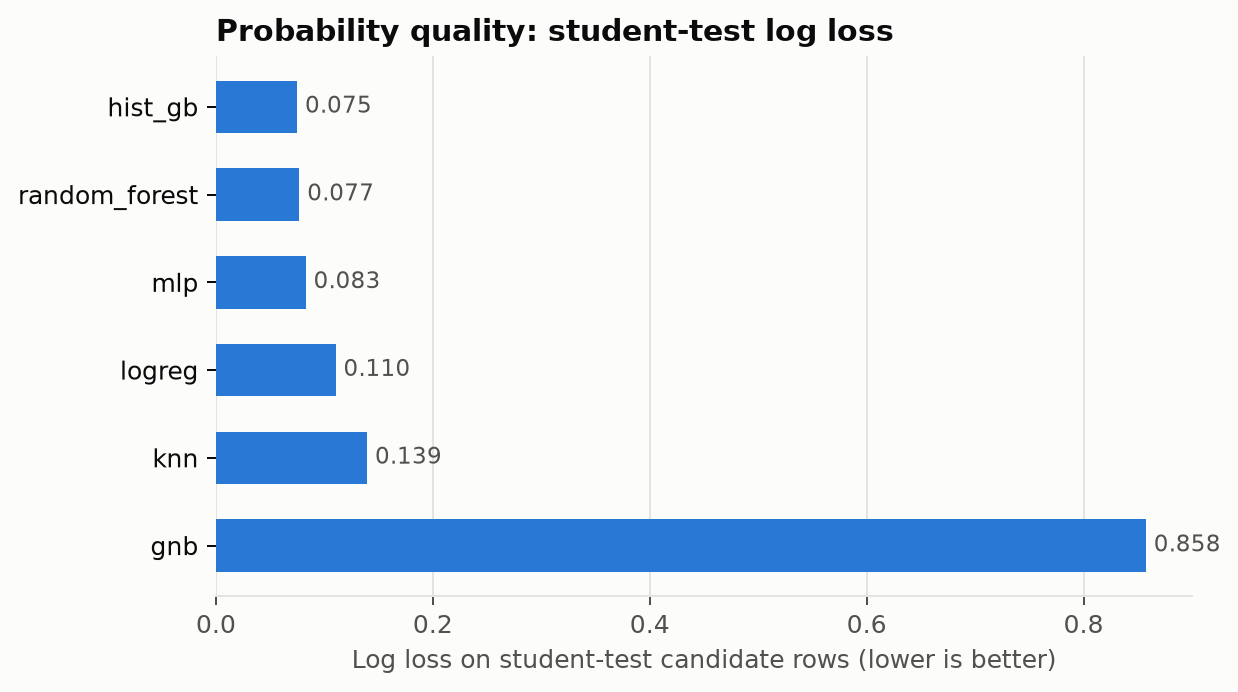 Probability quality: student-test log loss
hist_gb 0.075
random_forest 0.077
mlp 0.083
logreg 0.110
knn 0.139
gnb 0.858
0.0 0.2 0.4 0.6 0.8
Log loss on student-test candidate rows (lower is better)